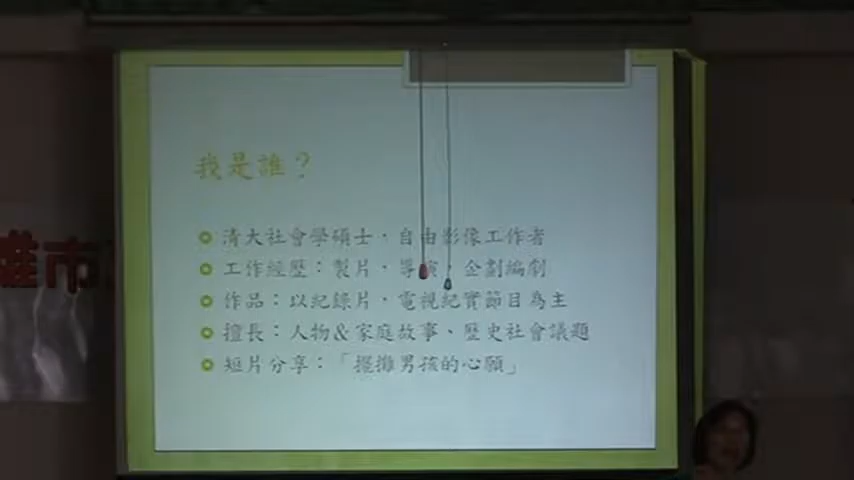 我是誰？
清大社會學碩士，自由影像工作者
工作經歷：製片、導演、企劃編劇
作品：以紀錄片、電視紀實節目為主
擅長：人物&家庭故事、歷史社會議題
短片分享：「擺攤男孩的心願」
雄市